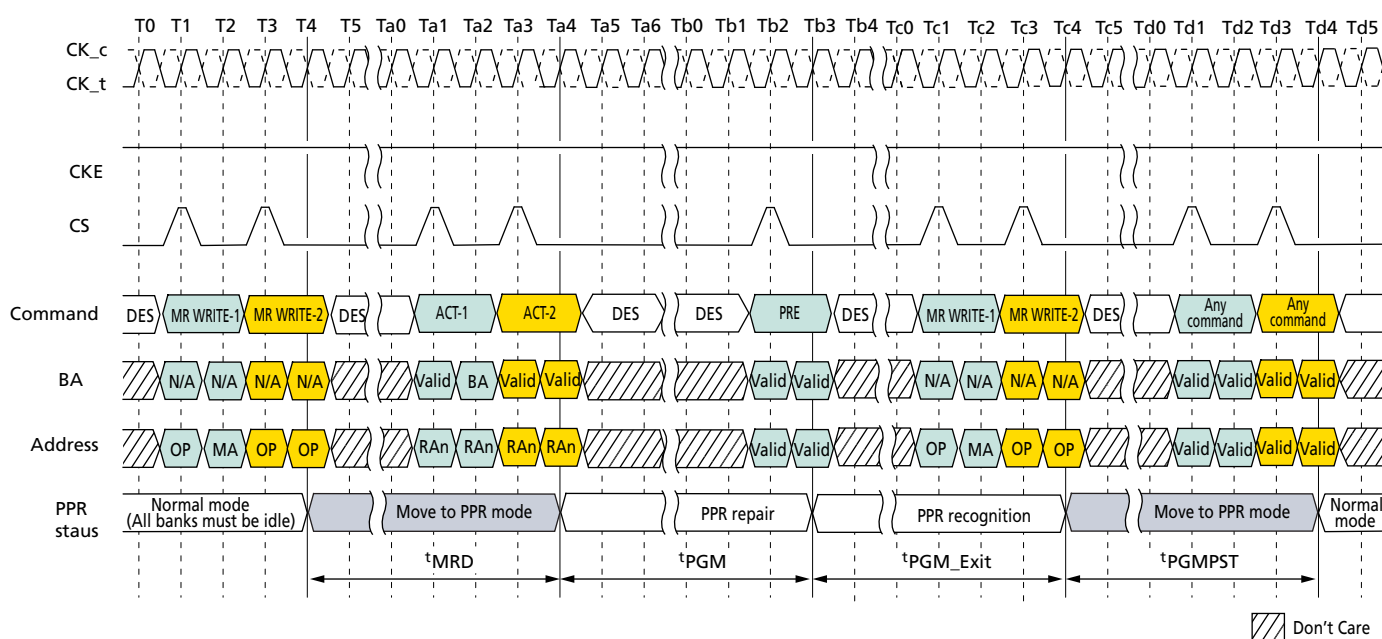 T0 T1 T2 T3 T4 T5 Ta0 Ta1 Ta2 Ta3 Ta4 Ta5 Ta6 Tb0 Tb1 Tb2 Tb3 Tb4 Tc0 Tc1 Tc2 Tc3 Tc4 Tc5 Td0 Td1 Td2 Td3 Td4 Td5
CK_c
CK_t
CKE
CS
Command DES MR WRITE-1 MR WRITE-2 DES ACT-1 ACT-2 DES DES PRE DES MR WRITE-1 MR WRITE-2 DES Any command Any command
BA N/A N/A N/A N/A Valid BA Valid Valid Valid Valid N/A N/A N/A N/A Valid Valid Valid Valid
Address OP MA OP OP RAn RAn RAn RAn Valid Valid OP MA OP OP Valid Valid Valid Valid
PPR staus Normal mode (All banks must be idle) Move to PPR mode PPR repair PPR recognition Move to PPR mode Normal mode
tMRD tPGM tPGM_Exit tPGMPST
Don't Care